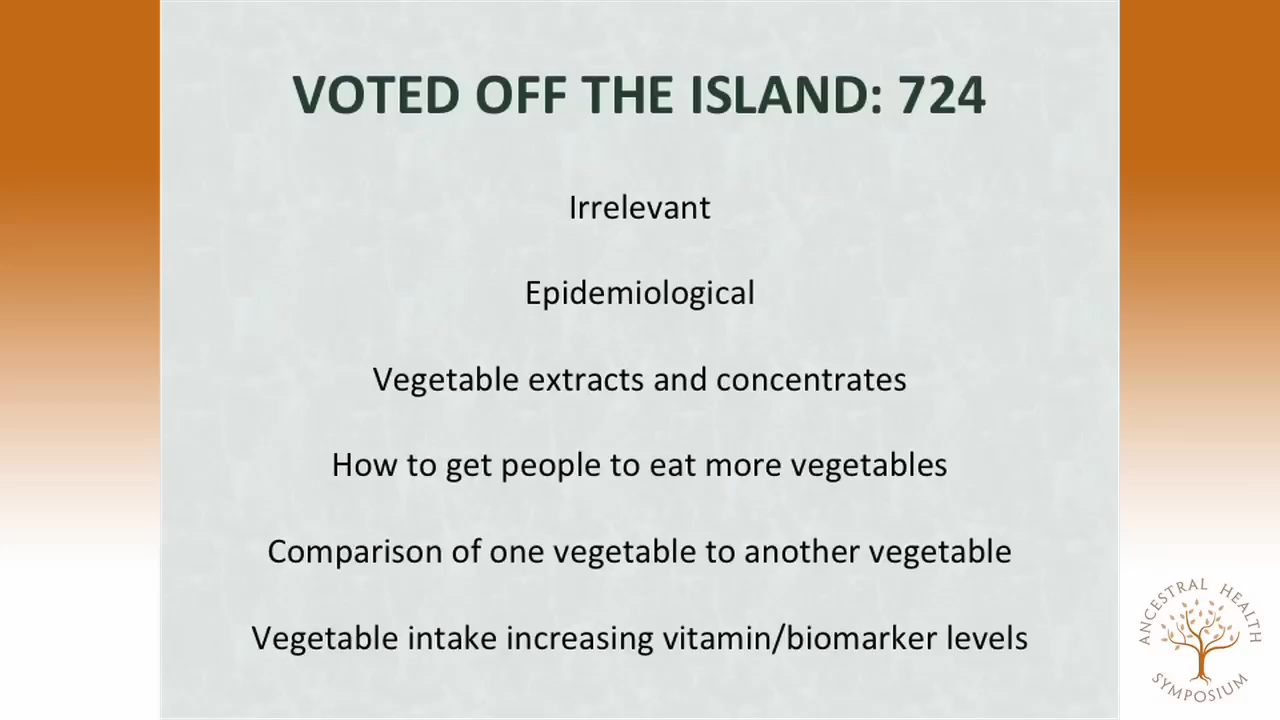 VOTED OFF THE ISLAND: 724
Irrelevant
Epidemiological
Vegetable extracts and concentrates
How to get people to eat more vegetables
Comparison of one vegetable to another vegetable
Vegetable intake increasing vitamin/biomarker levels
ANCESTRAL HEALTH
SYMPOSIUM